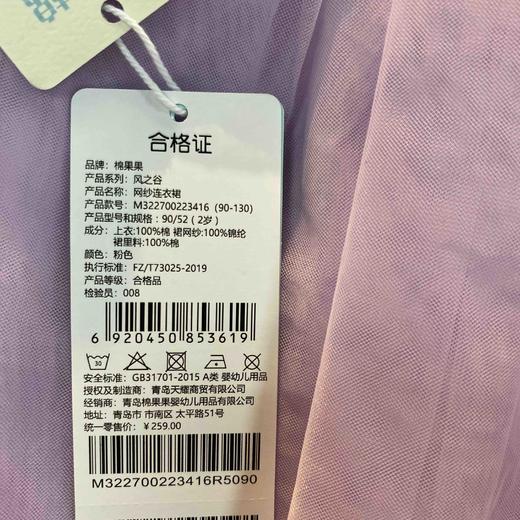 合格证
品牌: 棉果果
产品系列: 风之谷
产品名称: 网纱连衣裙
产品款号: M322700223416 (90-130)
产品型号和规格: 90/52 (2岁)
成分: 上衣:100%棉 裙网纱:100%锦纶
裙里料:100%棉
颜色: 粉色
执行标准: FZ/T73025-2019
产品等级: 合格品
检验员: 008
6 920450 853619
30
安全标准: GB31701-2015 A类 婴幼儿用品
授权及制造商: 青岛天耀商贸有限公司
经销商: 青岛棉果果婴幼儿用品有限公司
地址: 青岛市 市南区 太平路51号
统一零售价: ¥259.00
M322700223416R5090